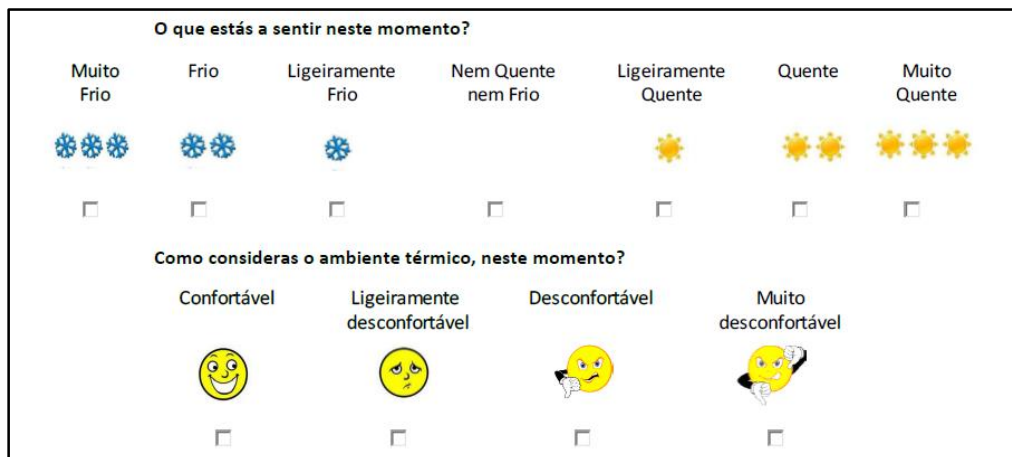 O que estás a sentir neste momento?
Muito Frio Ligeiramente Nem Quente Ligeiramente Quente Muito
Frio Frio nem Frio Quente Quente
Como consideras o ambiente térmico, neste momento?
Confortável Ligeiramente Desconfortável Muito
desconfortável desconfortável